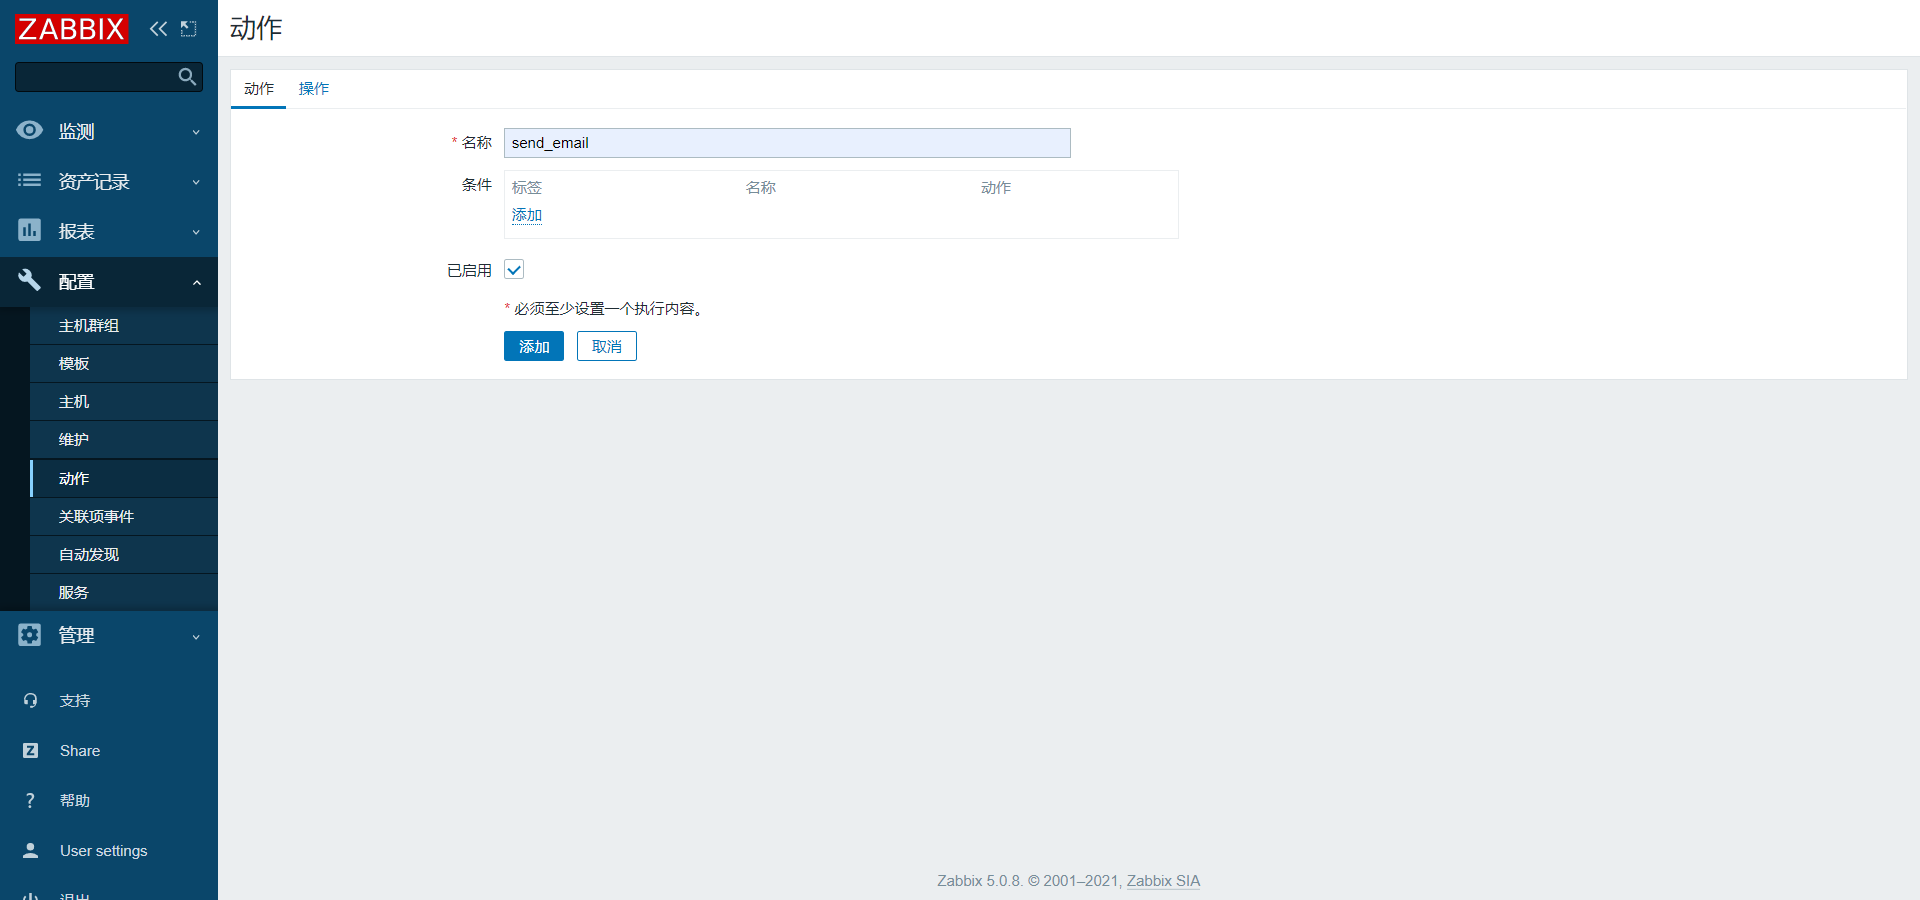 ZABBIX
监测
资产记录
报表
配置
主机群组
模板
主机
维护
动作
关联项事件
自动发现
服务
管理
支持
Share
帮助
User settings
退出
动作
动作 操作
* 名称 send_email
条件 标签 名称 动作
添加
已启用
* 必须至少设置一个执行内容。
添加 取消
Zabbix 5.0.8. © 2001–2021, Zabbix SIA